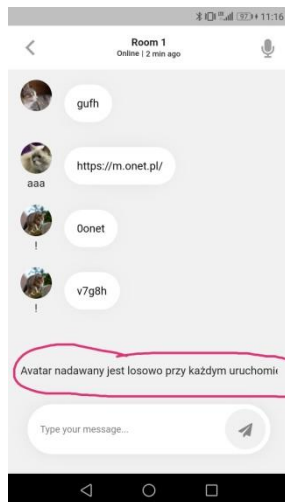 97 11:16
Room 1
Online | 2 min ago
gufh
https://m.onet.pl/
aaa
0onet
!
v7g8h
!
Avatar nadawany jest losowo przy każdym uruchomie
Type your message...